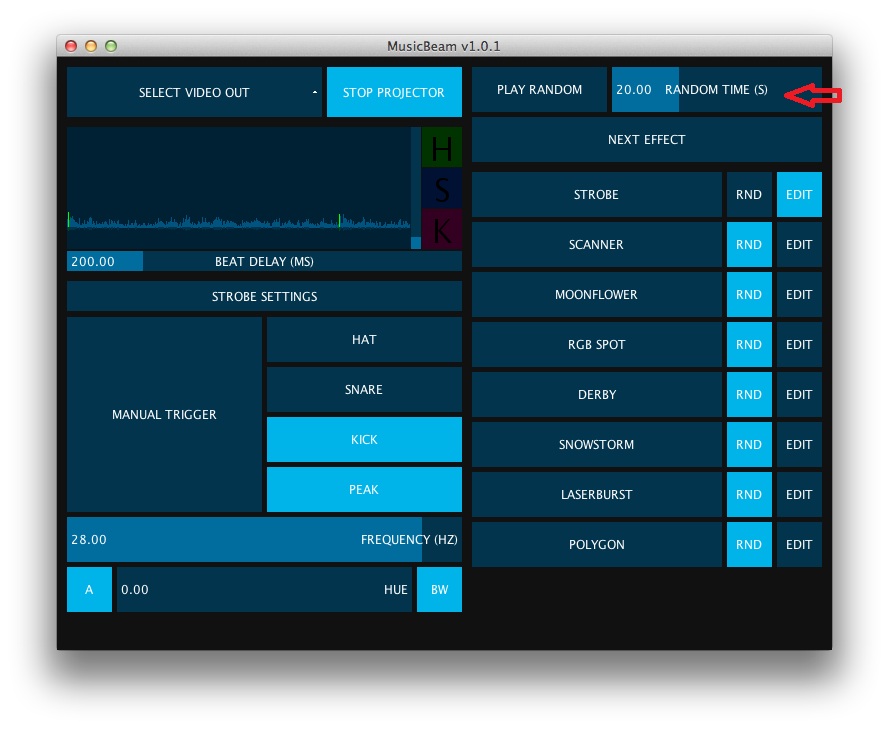 MusicBeam v1.0.1
SELECT VIDEO OUT
STOP PROJECTOR
PLAY RANDOM
20.00 RANDOM TIME (S)
NEXT EFFECT
H
S
K
200.00 BEAT DELAY (MS)
STROBE SETTINGS
MANUAL TRIGGER
HAT
SNARE
KICK
PEAK
28.00 FREQUENCY (HZ)
A
0.00 HUE
BW
STROBE RND EDIT
SCANNER RND EDIT
MOONFLOWER RND EDIT
RGB SPOT RND EDIT
DERBY RND EDIT
SNOWSTORM RND EDIT
LASERBURST RND EDIT
POLYGON RND EDIT